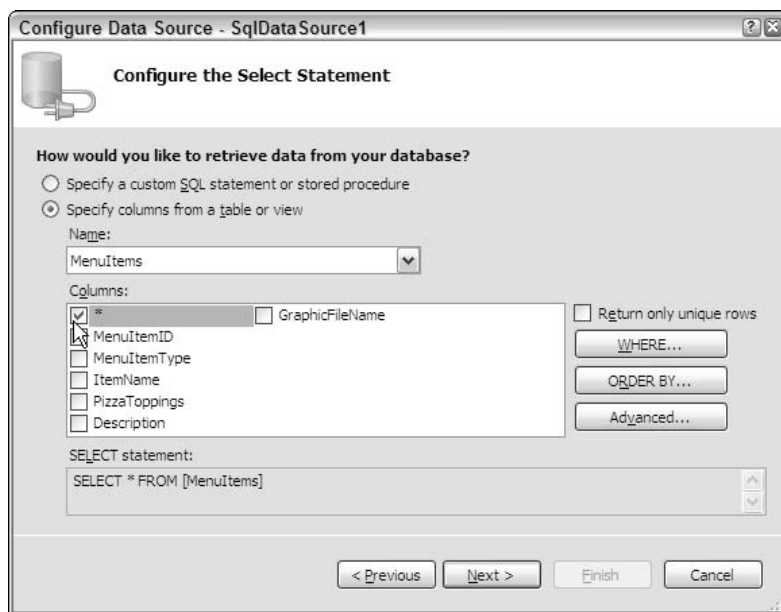 Configure Data Source - SqlDataSource1
Configure the Select Statement
How would you like to retrieve data from your database?
Specify a custom SQL statement or stored procedure
Specify columns from a table or view
Name:
MenuItems
Columns:
* GraphicFileName
MenuItemID
MenuItemType
ItemName
PizzaToppings
Description
Return only unique rows
WHERE...
ORDER BY...
Advanced...
SELECT statement:
SELECT * FROM [MenuItems]
< Previous Next > Finish Cancel